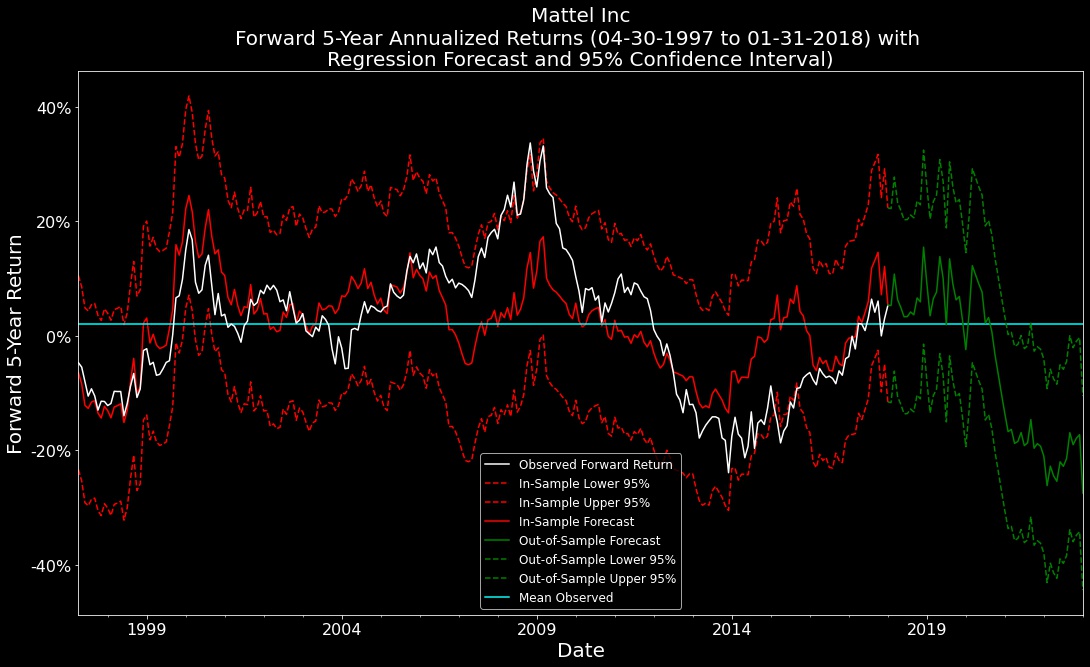 Mattel Inc
Forward 5-Year Annualized Returns (04-30-1997 to 01-31-2018) with
Regression Forecast and 95% Confidence Interval)
Forward 5-Year Return
40%
20%
0%
-20%
-40%
Observed Forward Return
In-Sample Lower 95%
In-Sample Upper 95%
In-Sample Forecast
Out-of-Sample Forecast
Out-of-Sample Lower 95%
Out-of-Sample Upper 95%
Mean Observed
1999 2004 2009 2014 2019
Date